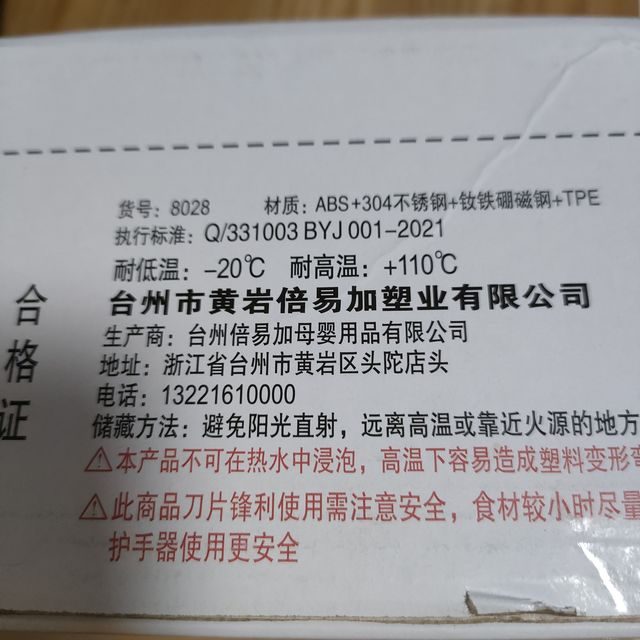 货号：8028 材质：ABS+304不锈钢+钕铁硼磁钢+TPE
执行标准：Q/331003 BYJ 001-2021
耐低温：-20℃ 耐高温：+110℃
台州市黄岩倍易加塑业有限公司
生产商：台州倍易加母婴用品有限公司
地址：浙江省台州市黄岩区头陀店头
电话：13221610000
储藏方法：避免阳光直射，远离高温或靠近火源的地方
⚠本产品不可在热水中浸泡，高温下容易造成塑料变形
⚠此商品刀片锋利使用需注意安全，食材较小时尽量
护手器使用更安全
合格证